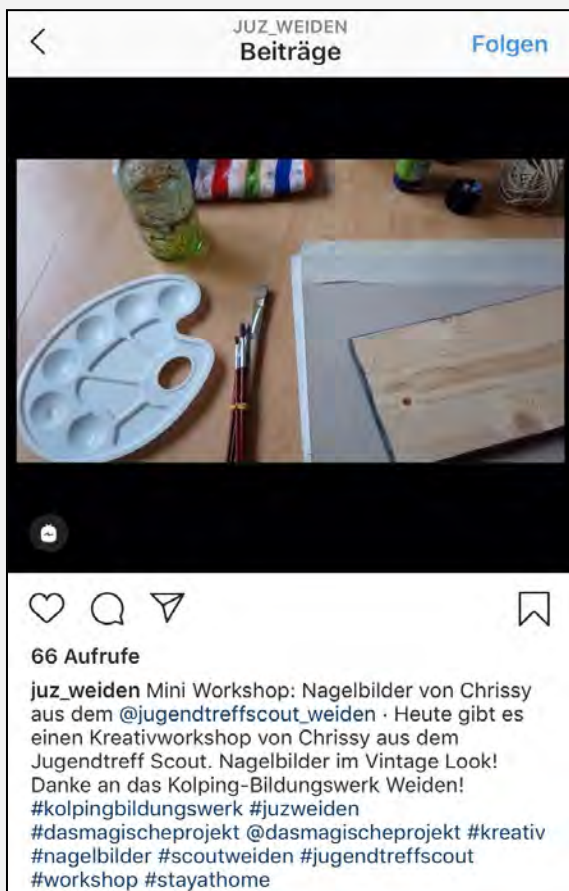 JUZ_WEIDEN
Beiträge
Folgen
66 Aufrufe
juz_weiden Mini Workshop: Nagelbilder von Chrissy
aus dem @jugendtreffscout_weiden · Heute gibt es
einen Kreativworkshop von Chrissy aus dem
Jugendtreff Scout. Nagelbilder im Vintage Look!
Danke an das Kolping-Bildungswerk Weiden!
#kolpingbildungswerk #juzweiden
#dasmagischeprojekt @dasmagischeprojekt #kreativ
#nagelbilder #scoutweiden #jugendtreffscout
#workshop #stayathome